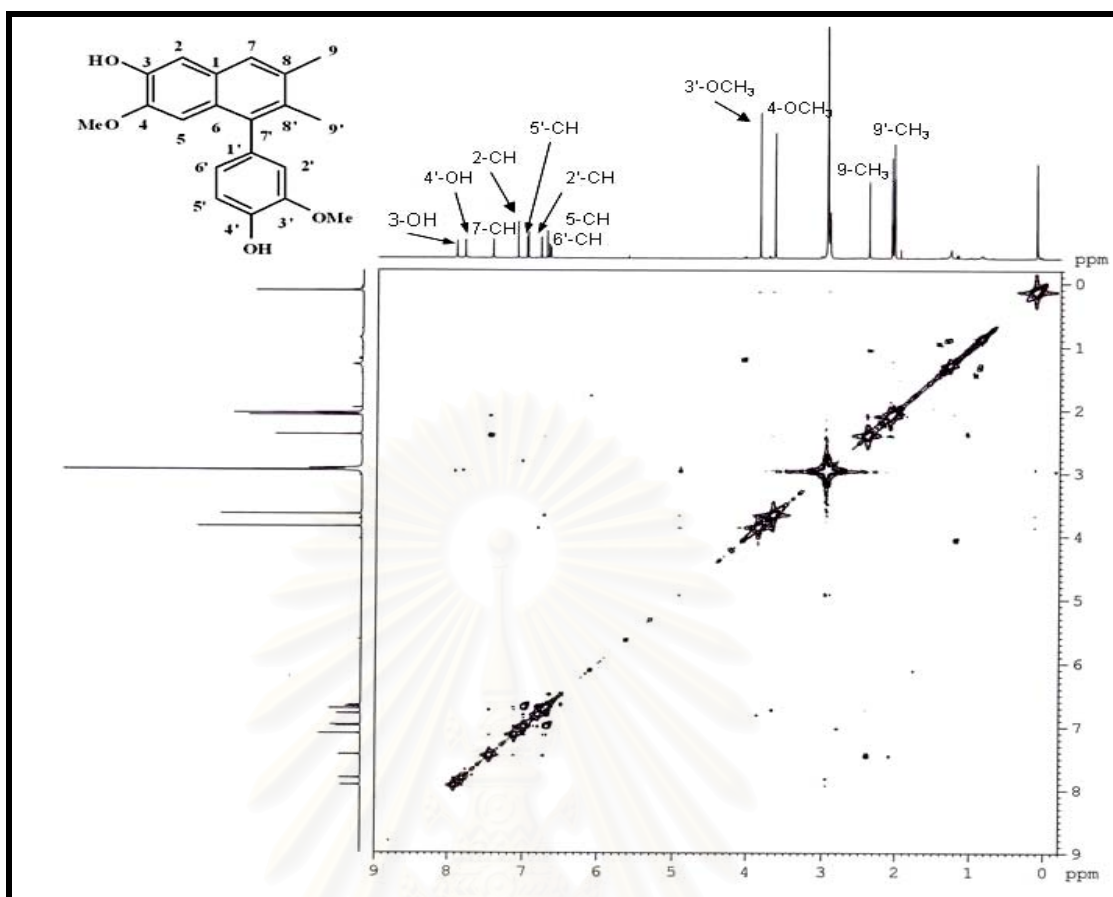 2 7 9
HO 3 1 8
MeO 4 6 8' 9'
5 7'
1'
6' 2'
5' 3' OMe
4'
OH
3'-OCH₃
4-OCH₃
5'-CH
9'-CH₃
2-CH
4'-OH
2'-CH
9-CH₃
3-OH
7-CH
5-CH
6'-CH
ppm
0
1
2
3
4
5
6
7
8
9
9 8 7 6 5 4 3 2 1 0 ppm